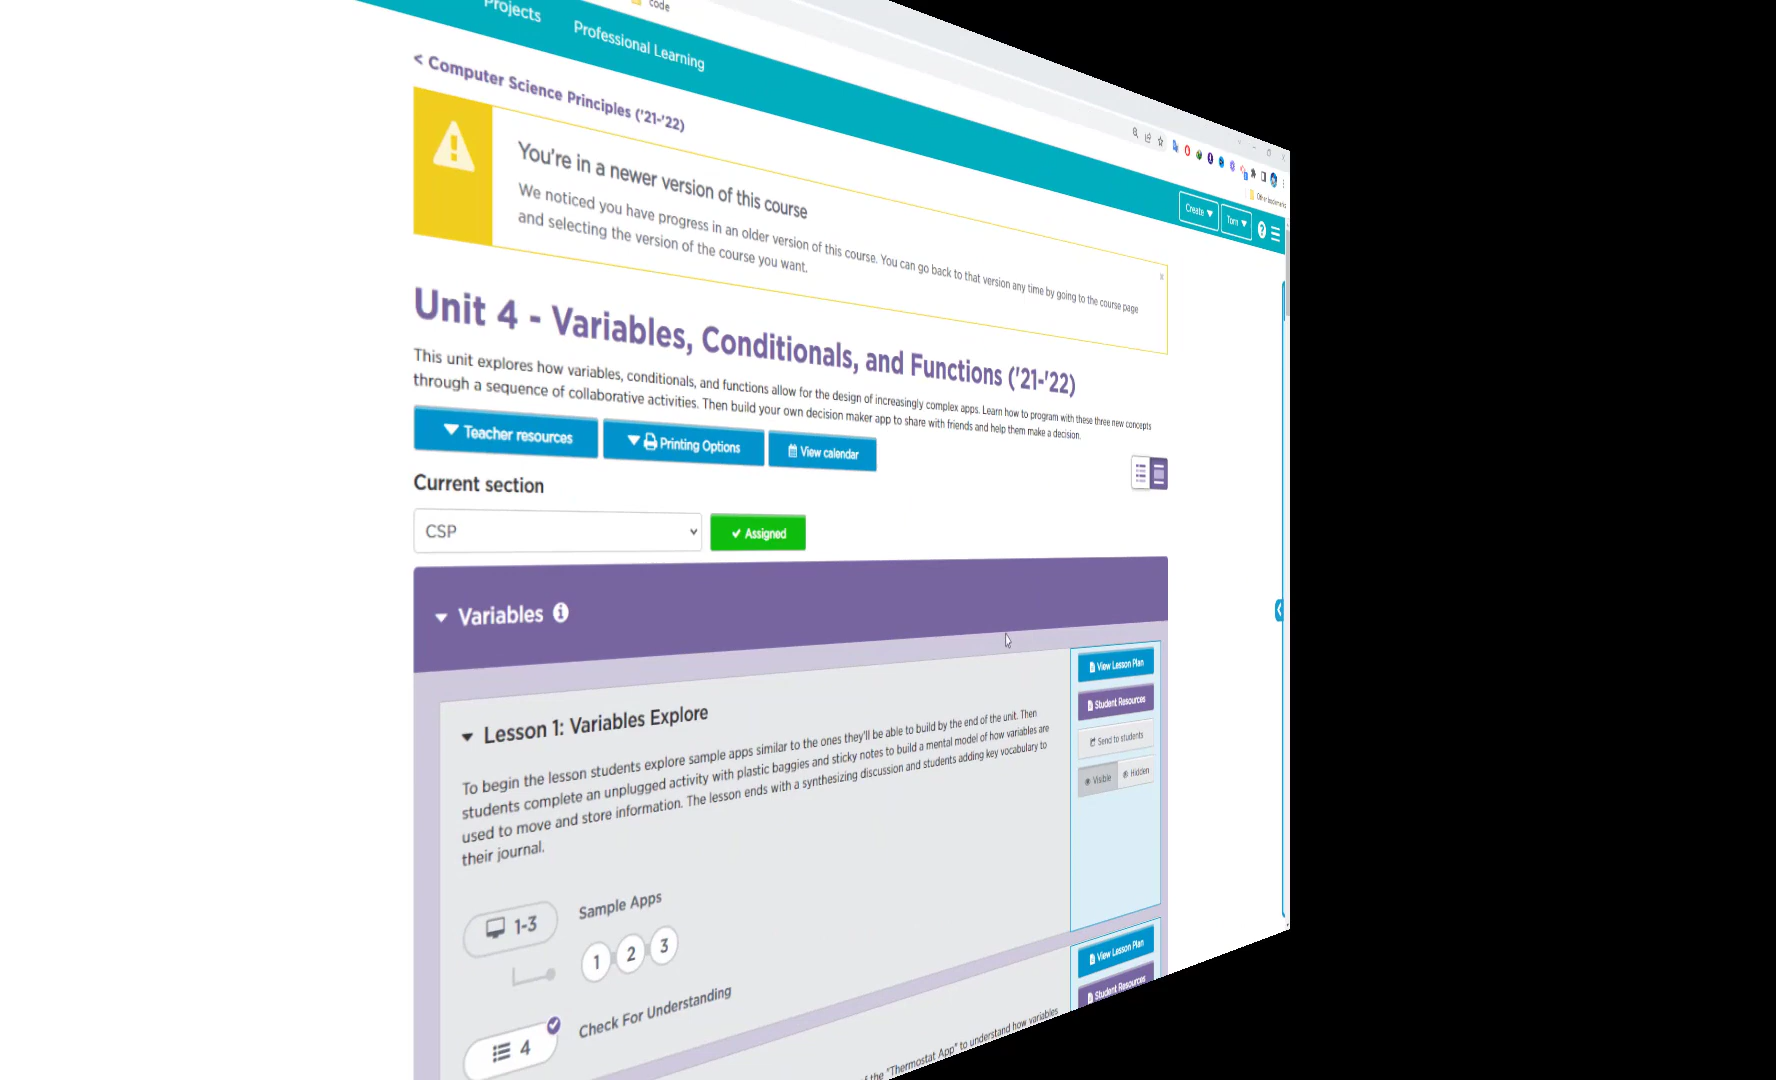 code
Projects
Professional Learning
< Computer Science Principles ('21-'22)
You're in a newer version of this course
We noticed you have progress in an older version of this course. You can go back to that version any time by going to the course page
and selecting the version of the course you want.
x
Other bookmarks
Create
Tom
?
Unit 4 - Variables, Conditionals, and Functions ('21-'22)
This unit explores how variables, conditionals, and functions allow for the design of increasingly complex apps. Learn how to program with these three new concepts
through a sequence of collaborative activities. Then build your own decision maker app to share with friends and help them make a decision.
Teacher resources
Printing Options
View calendar
Current section
CSP
Assigned
Variables
Lesson 1: Variables Explore
To begin the lesson students explore sample apps similar to the ones they'll be able to build by the end of the unit. Then
students complete an unplugged activity with plastic baggies and sticky notes to build a mental model of how variables are
used to move and store information. The lesson ends with a synthesizing discussion and students adding key vocabulary to
their journal.
View Lesson Plan
Student Resources
Send to students
Visible
Hidden
1-3
Sample Apps
1 2 3
4
Check For Understanding
View Lesson Plan
Student Resources
the "Thermostat App" to understand how variables